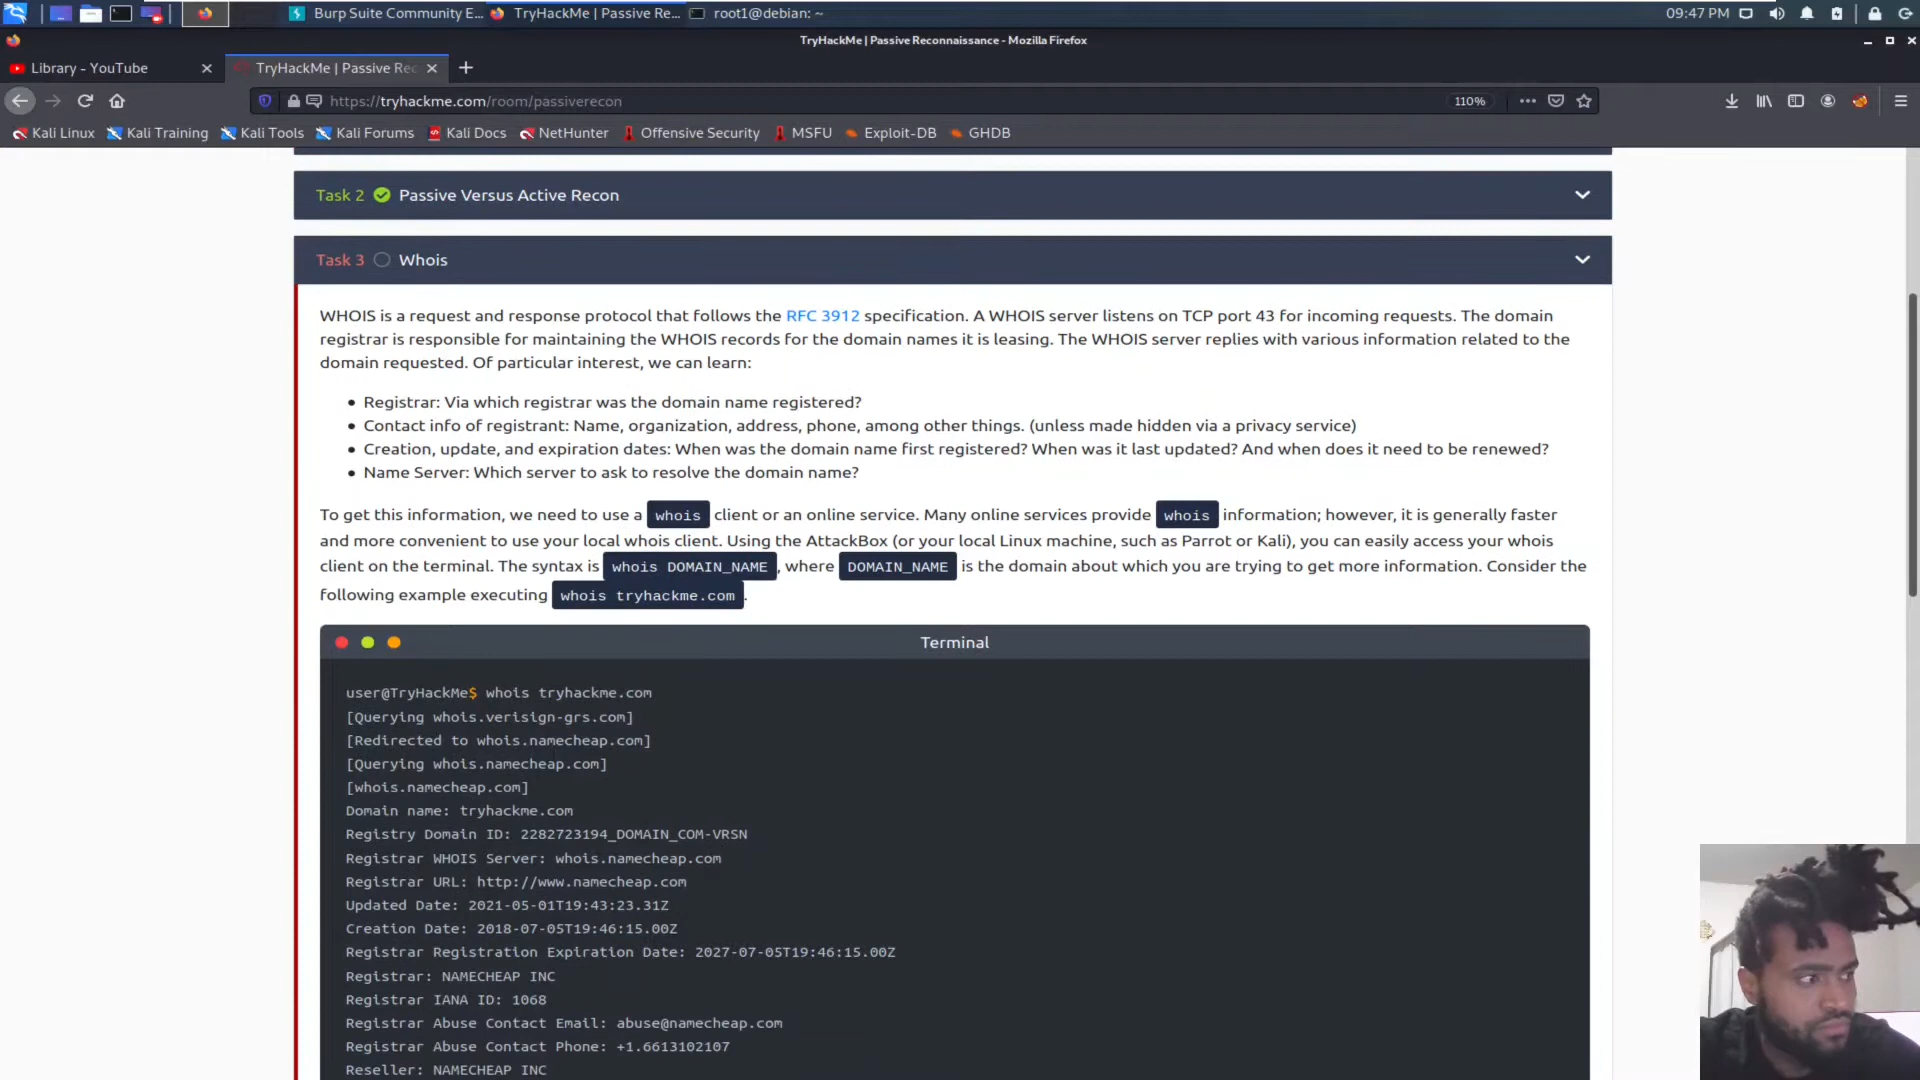 Burp Suite Community E...
TryHackMe | Passive Re...
root1@debian: ~
09:47 PM
TryHackMe | Passive Reconnaissance - Mozilla Firefox
Library - YouTube
TryHackMe | Passive Rec
https://tryhackme.com/room/passiverecon
110%
Kali Linux
Kali Training
Kali Tools
Kali Forums
Kali Docs
NetHunter
Offensive Security
MSFU
Exploit-DB
GHDB
Task 2 Passive Versus Active Recon
Task 3 Whois
WHOIS is a request and response protocol that follows the RFC 3912 specification. A WHOIS server listens on TCP port 43 for incoming requests. The domain
registrar is responsible for maintaining the WHOIS records for the domain names it is leasing. The WHOIS server replies with various information related to the
domain requested. Of particular interest, we can learn:
• Registrar: Via which registrar was the domain name registered?
• Contact info of registrant: Name, organization, address, phone, among other things. (unless made hidden via a privacy service)
• Creation, update, and expiration dates: When was the domain name first registered? When was it last updated? And when does it need to be renewed?
• Name Server: Which server to ask to resolve the domain name?
To get this information, we need to use a whois client or an online service. Many online services provide whois information; however, it is generally faster
and more convenient to use your local whois client. Using the AttackBox (or your local Linux machine, such as Parrot or Kali), you can easily access your whois
client on the terminal. The syntax is whois DOMAIN_NAME, where DOMAIN_NAME is the domain about which you are trying to get more information. Consider the
following example executing whois tryhackme.com.
Terminal
user@TryHackMe$ whois tryhackme.com
[Querying whois.verisign-grs.com]
[Redirected to whois.namecheap.com]
[Querying whois.namecheap.com]
[whois.namecheap.com]
Domain name: tryhackme.com
Registry Domain ID: 2282723194_DOMAIN_COM-VRSN
Registrar WHOIS Server: whois.namecheap.com
Registrar URL: http://www.namecheap.com
Updated Date: 2021-05-01T19:43:23.31Z
Creation Date: 2018-07-05T19:46:15.00Z
Registrar Registration Expiration Date: 2027-07-05T19:46:15.00Z
Registrar: NAMECHEAP INC
Registrar IANA ID: 1068
Registrar Abuse Contact Email: abuse@namecheap.com
Registrar Abuse Contact Phone: +1.6613102107
Reseller: NAMECHEAP INC